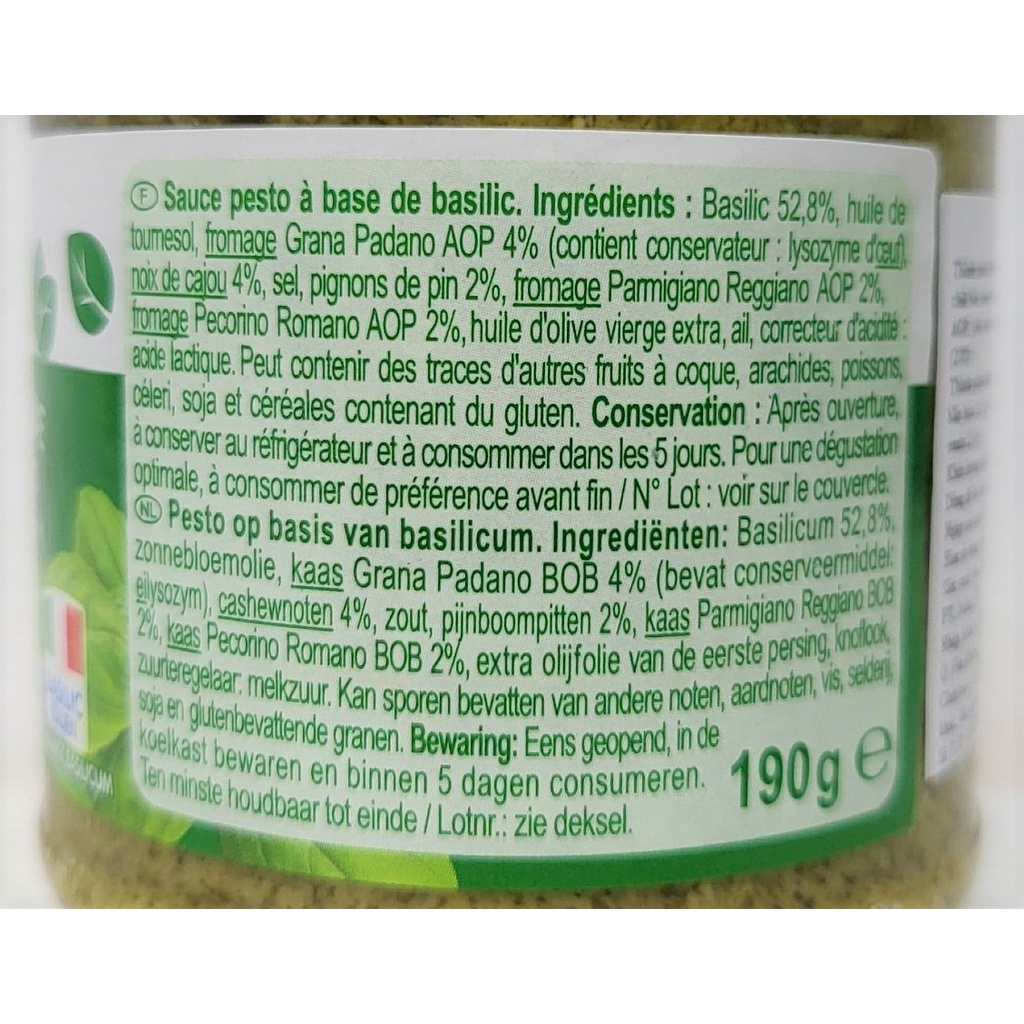 F Sauce pesto à base de basilic. Ingrédients : Basilic 52,8%, huile de
tournesol, fromage Grana Padano AOP 4% (contient conservateur : lysozyme d'œuf),
noix de cajou 4%, sel, pignons de pin 2%, fromage Parmigiano Reggiano AOP 2%,
fromage Pecorino Romano AOP 2%, huile d'olive vierge extra, ail, correcteur d'acidité :
acide lactique. Peut contenir des traces d'autres fruits à coque, arachides, poissons,
céleri, soja et céréales contenant du gluten. Conservation : Après ouverture,
à conserver au réfrigérateur et à consommer dans les 5 jours. Pour une dégustation
optimale, à consommer de préférence avant fin / N° Lot : voir sur le couvercle.
NL Pesto op basis van basilicum. Ingrediënten: Basilicum 52,8%,
zonnebloemolie, kaas Grana Padano BOB 4% (bevat conserveermiddel:
eilysozym), cashewnoten 4%, zout, pijnboompitten 2%, kaas Parmigiano Reggiano BOB
2%, kaas Pecorino Romano BOB 2%, extra olijfolie van de eerste persing, knoflook,
zuurteregelaar: melkzuur. Kan sporen bevatten van andere noten, aardnoten, vis, selderij,
soja en glutenbevattende granen. Bewaring: Eens geopend, in de
koelkast bewaren en binnen 5 dagen consumeren.
Ten minste houdbaar tot einde / Lotnr.: zie deksel.
190g e